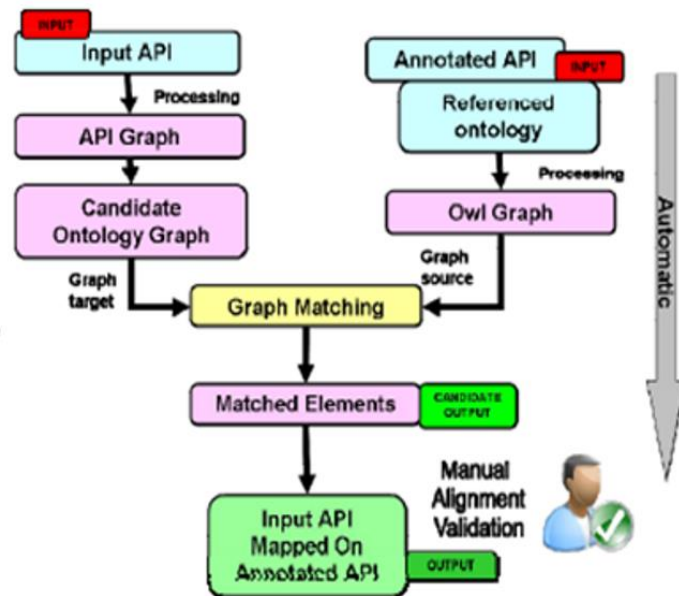 INPUT
Input API
Processing
API Graph
Candidate
Ontology Graph
Graph
target
Annotated API
INPUT
Referenced
ontology
Processing
Owl Graph
Graph
source
Automatic
Graph Matching
Matched Elements
CANDIDATE
OUTPUT
Manual
Alignment
Validation
Input API
Mapped On
Annotated API
OUTPUT